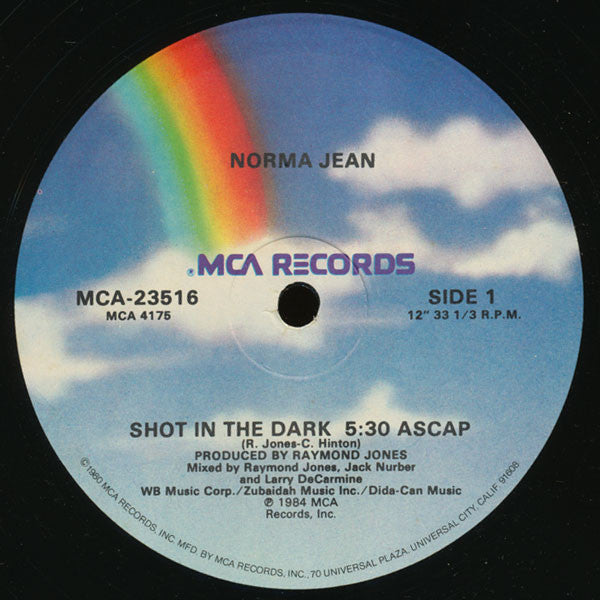 NORMA JEAN
®MCA RECORDS
MCA-23516
MCA 4175
SIDE 1
12" 33 1/3 R.P.M.
SHOT IN THE DARK 5:30 ASCAP
(R. Jones-C. Hinton)
PRODUCED BY RAYMOND JONES
Mixed by Raymond Jones, Jack Nurber
and Larry DeCarmine
WB Music Corp./Zubaidah Music Inc./Dida-Can Music
℗ 1984 MCA
Records, Inc.
©1980 MCA RECORDS, INC. MFD. BY MCA RECORDS, INC., 70 UNIVERSAL PLAZA, UNIVERSAL CITY, CALIF. 91608